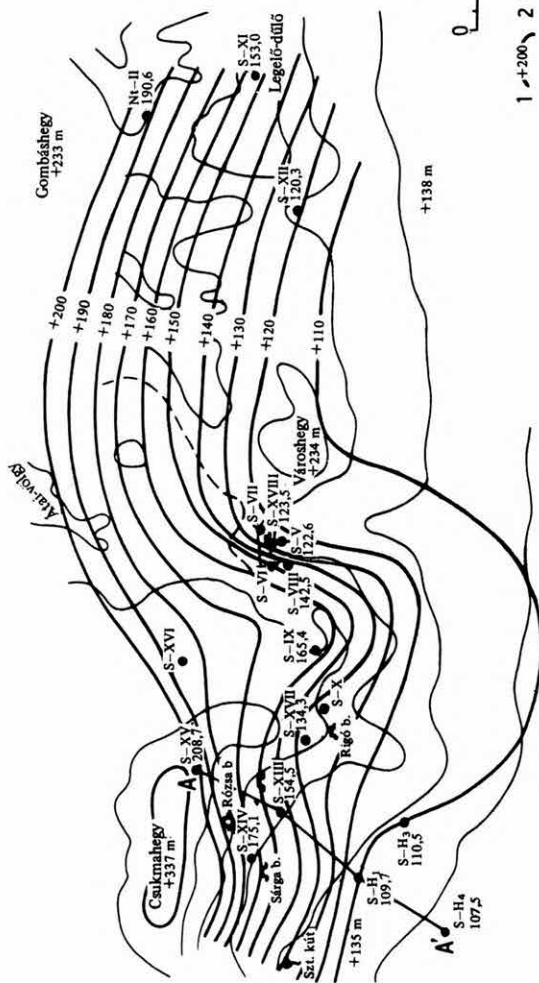 Csukmahegy
+337 m
Átai-völgy
Gombáshegy
+233 m
Nt-II
190,6
S-XI
153,0
Legelő-dűlő
S-XII
120,3
+138 m
+200
+190
+180
+170
+160
+150
+140
+130
+120
+110
S-XVI
S-XV
208,7
A
Rózsa b
S-XIV
175,1
Sárga b.
S-XIII
154,5
Szt. kút
S-XVII
134,3
S-X
Rigó b.
S-IX
165,4
S-VI
S-VII
S-XVIII
123,5
S-V
122,6
S-VIII
142,5
Városhegy
+234 m
+135 m
S-H₁
109,7
S-H₃
110,5
A'
S-H₄
107,5
0
1 +200 2